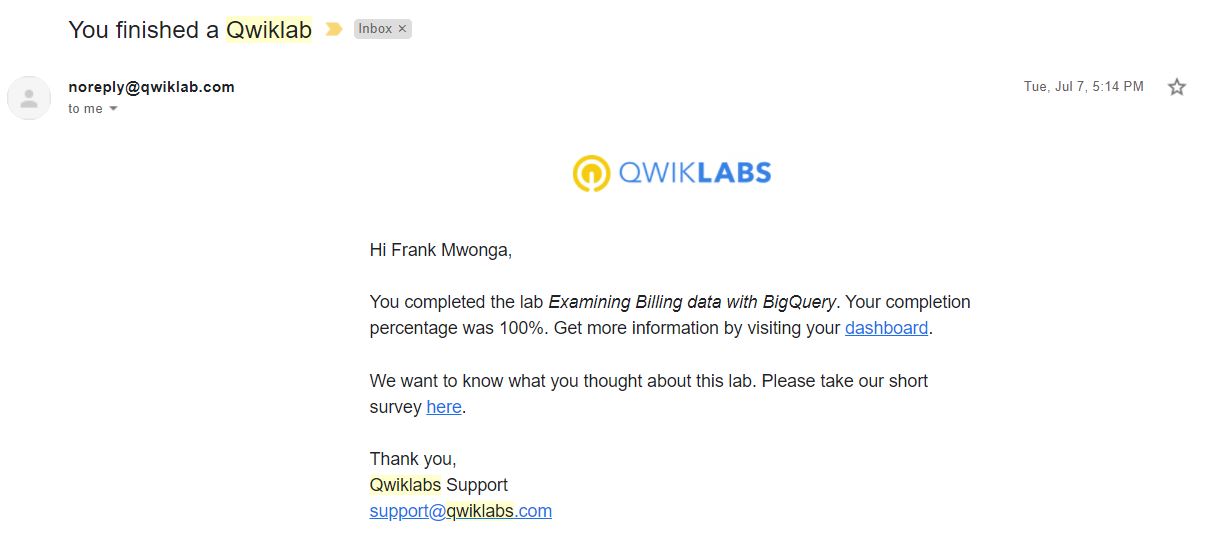 You finished a Qwiklab
Inbox ×
noreply@qwiklab.com
Tue, Jul 7, 5:14 PM
to me
QWIKLABS
Hi Frank Mwonga,
You completed the lab Examining Billing data with BigQuery. Your completion
percentage was 100%. Get more information by visiting your dashboard.
We want to know what you thought about this lab. Please take our short
survey here.
Thank you,
Qwiklabs Support
support@qwiklabs.com